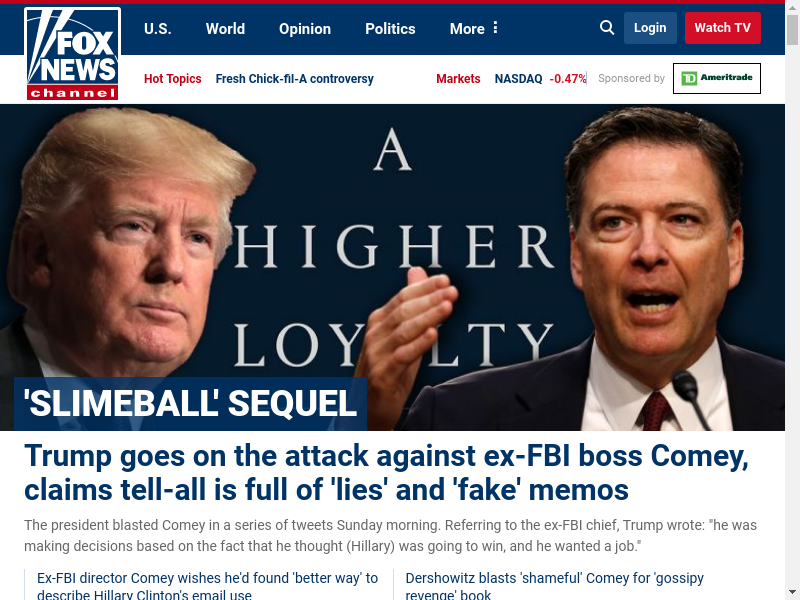 U.S. World Opinion Politics More Login Watch TV
FOX
NEWS
channel
Hot Topics Fresh Chick-fil-A controversy Markets NASDAQ -0.47% Sponsored by TD Ameritrade
A
HIGHER
LOY LTY
'SLIMEBALL' SEQUEL
Trump goes on the attack against ex-FBI boss Comey,
claims tell-all is full of 'lies' and 'fake' memos
The president blasted Comey in a series of tweets Sunday morning. Referring to the ex-FBI chief, Trump wrote: "he was
making decisions based on the fact that he thought (Hillary) was going to win, and he wanted a job."
Ex-FBI director Comey wishes he'd found 'better way' to
describe Hillary Clinton's email use
Dershowitz blasts 'shameful' Comey for 'gossipy
revenge' book